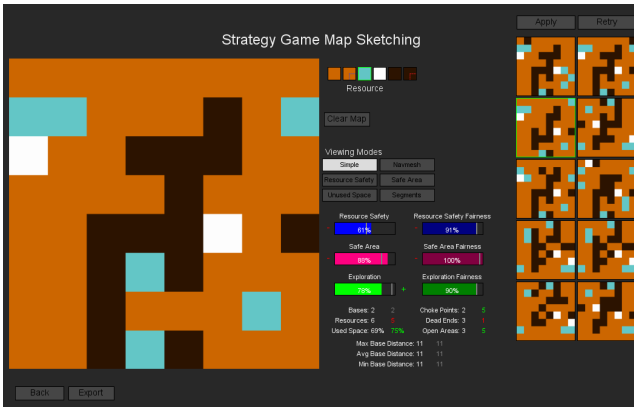 Apply Retry
Strategy Game Map Sketching
Resource
Clear Map
Viewing Modes
Simple Navmesh
Resource Safety Safe Area
Unused Space Segments
Resource Safety Resource Safety Fairness
61% 91%
Safe Area Safe Area Fairness
88% 100%
Exploration Exploration Fairness
78% + 90%
Bases: 2 2 Choke Points: 2 5
Resources: 6 Dead Ends: 3
Used Space: 69% 75% Open Areas: 3 5
Max Base Distance: 11 11
Avg Base Distance: 11 11
Min Base Distance: 11 11
Back Export